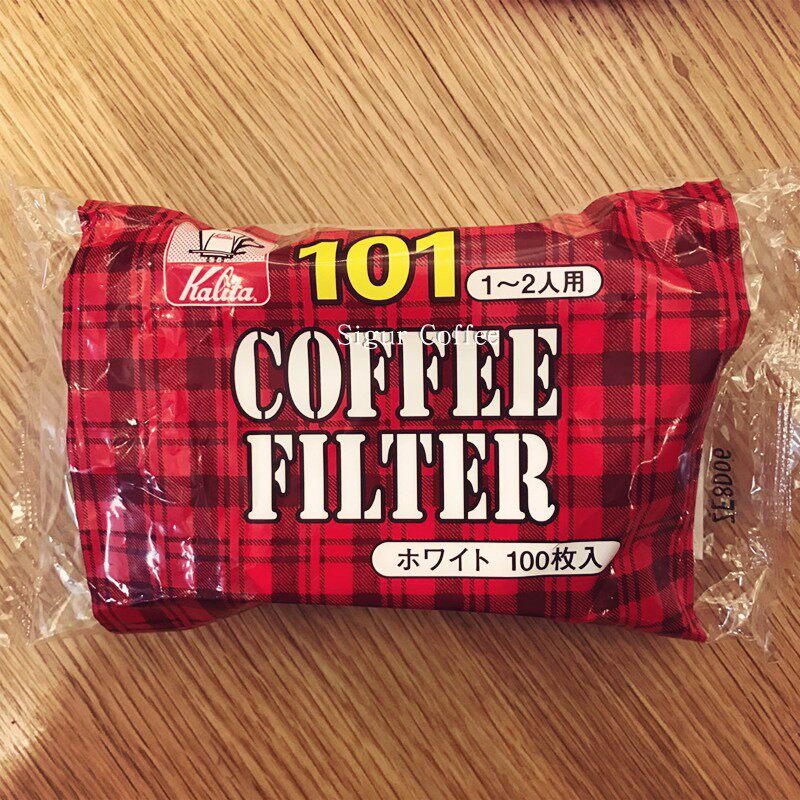 Kalita
101
1~2人用
Sigur Coffee
COFFEE
FILTER
ホワイト 100枚入